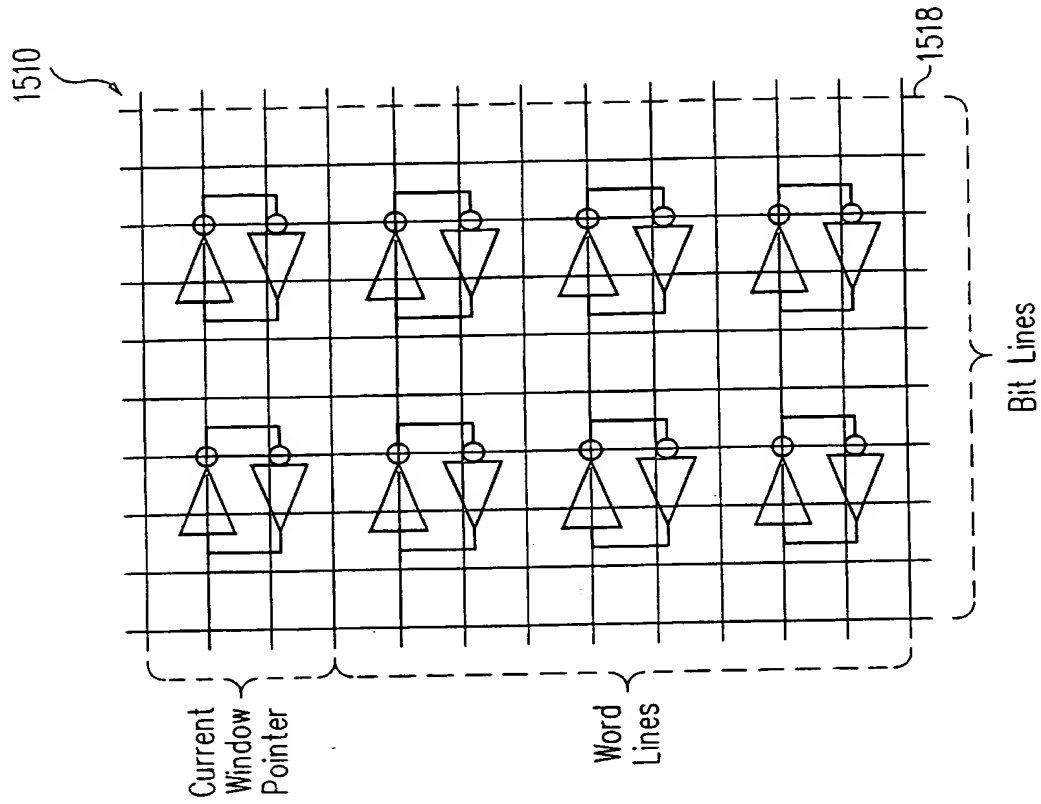 1510
Current
Window
Pointer
Word
Lines
1518
Bit Lines